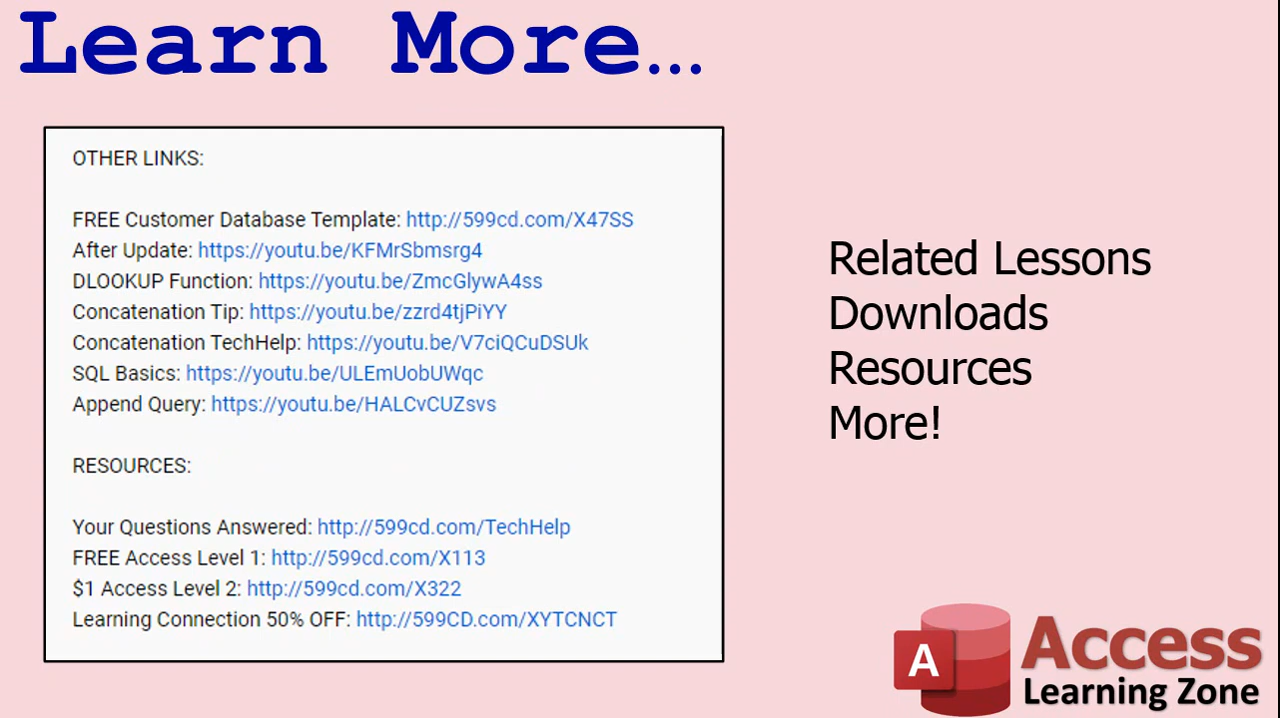 Learn More...
OTHER LINKS:
FREE Customer Database Template: http://599cd.com/X47SS
After Update: https://youtu.be/KFMrSbmsrg4
DLOOKUP Function: https://youtu.be/ZmcGlywA4ss
Concatenation Tip: https://youtu.be/zzrd4tjPiYY
Concatenation TechHelp: https://youtu.be/V7ciQCuDSUk
SQL Basics: https://youtu.be/ULEmUobUWqc
Append Query: https://youtu.be/HALCvCUZsvs
RESOURCES:
Your Questions Answered: http://599cd.com/TechHelp
FREE Access Level 1: http://599cd.com/X113
$1 Access Level 2: http://599cd.com/X322
Learning Connection 50% OFF: http://599CD.com/XYTCNCT
Related Lessons
Downloads
Resources
More!
A
Access
Learning Zone